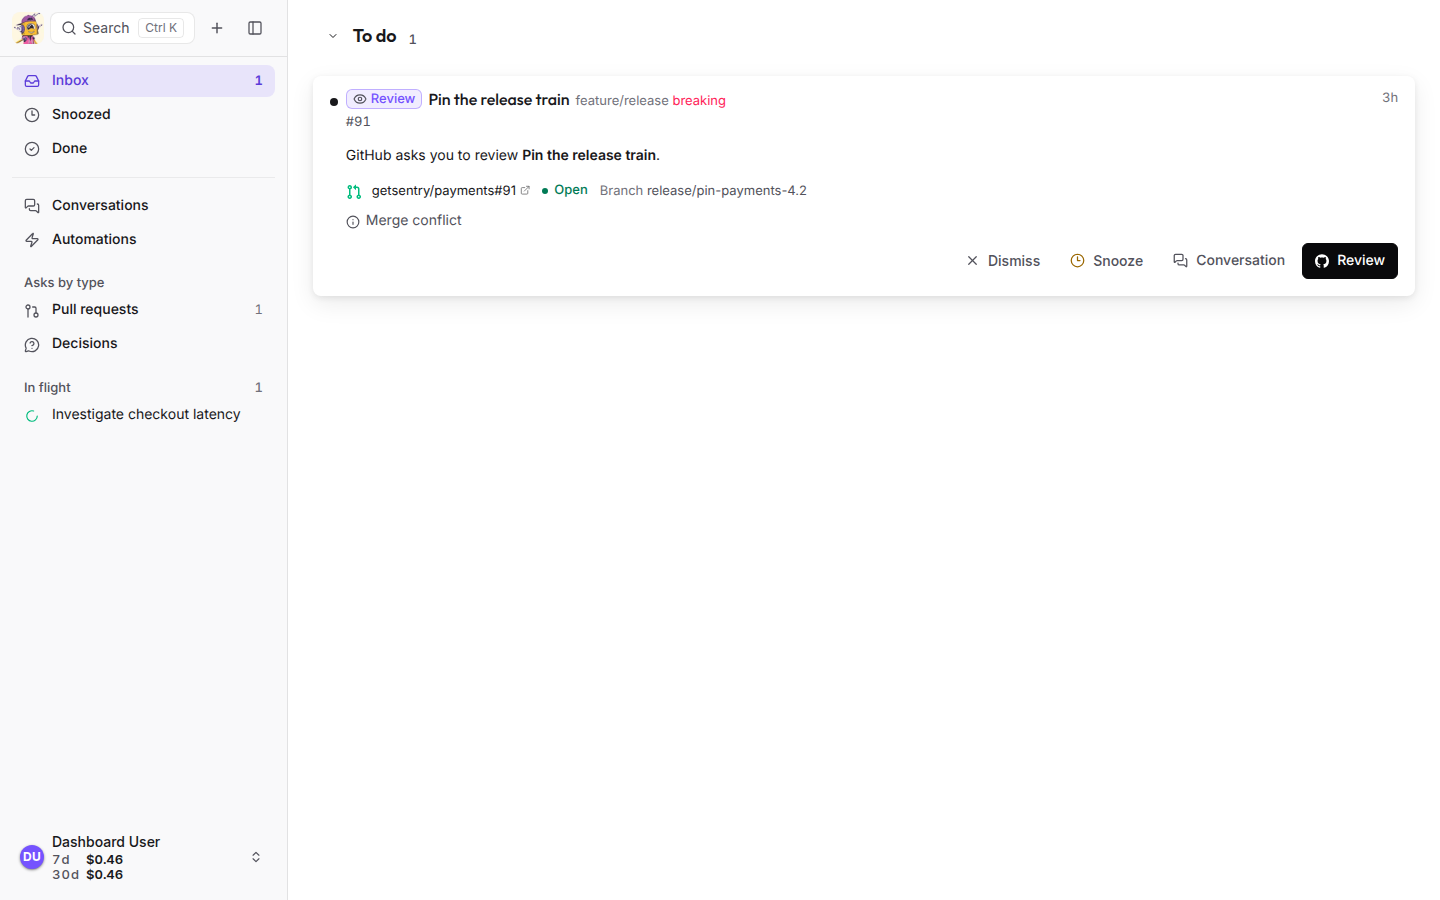 Search Ctrl K
Inbox 1
Snoozed
Done
Conversations
Automations
Asks by type
Pull requests 1
Decisions
In flight 1
Investigate checkout latency
DU
Dashboard User
7d $0.46
30d $0.46
To do 1
Review Pin the release train feature/release breaking 3h
#91
GitHub asks you to review Pin the release train.
getsentry/payments#91 Open Branch release/pin-payments-4.2
Merge conflict
Dismiss Snooze Conversation Review